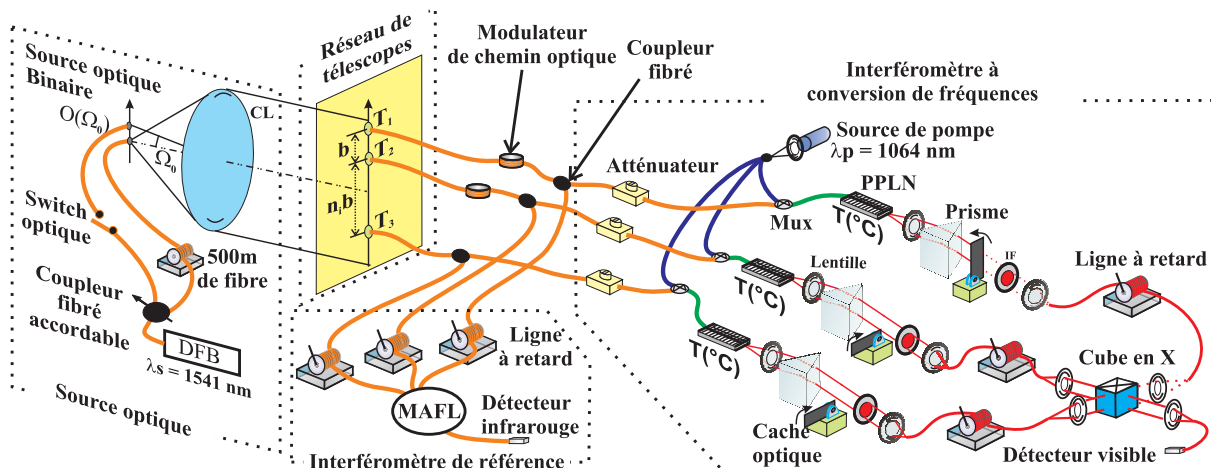 Source optique
Binaire
O(Ω₀)
Ω₀
CL
Switch
optique
500m
de fibre
Coupleur
fibré
accordable
DFB
λs = 1541 nm
Source optique
Réseau de
télescopes
T₁
b
T₂
nᵢb
T₃
Modulateur
de chemin optique
Coupleur
fibré
Ligne
à retard
MAFL
Détecteur
infrarouge
Interféromètre de référence
Interféromètre à
conversion de fréquences
Source de pompe
λp = 1064 nm
Atténuateur
Mux
PPLN
T(°C)
Prisme
IF
Ligne à retard
Lentille
T(°C)
T(°C)
Cache
optique
Cube en X
Détecteur visible